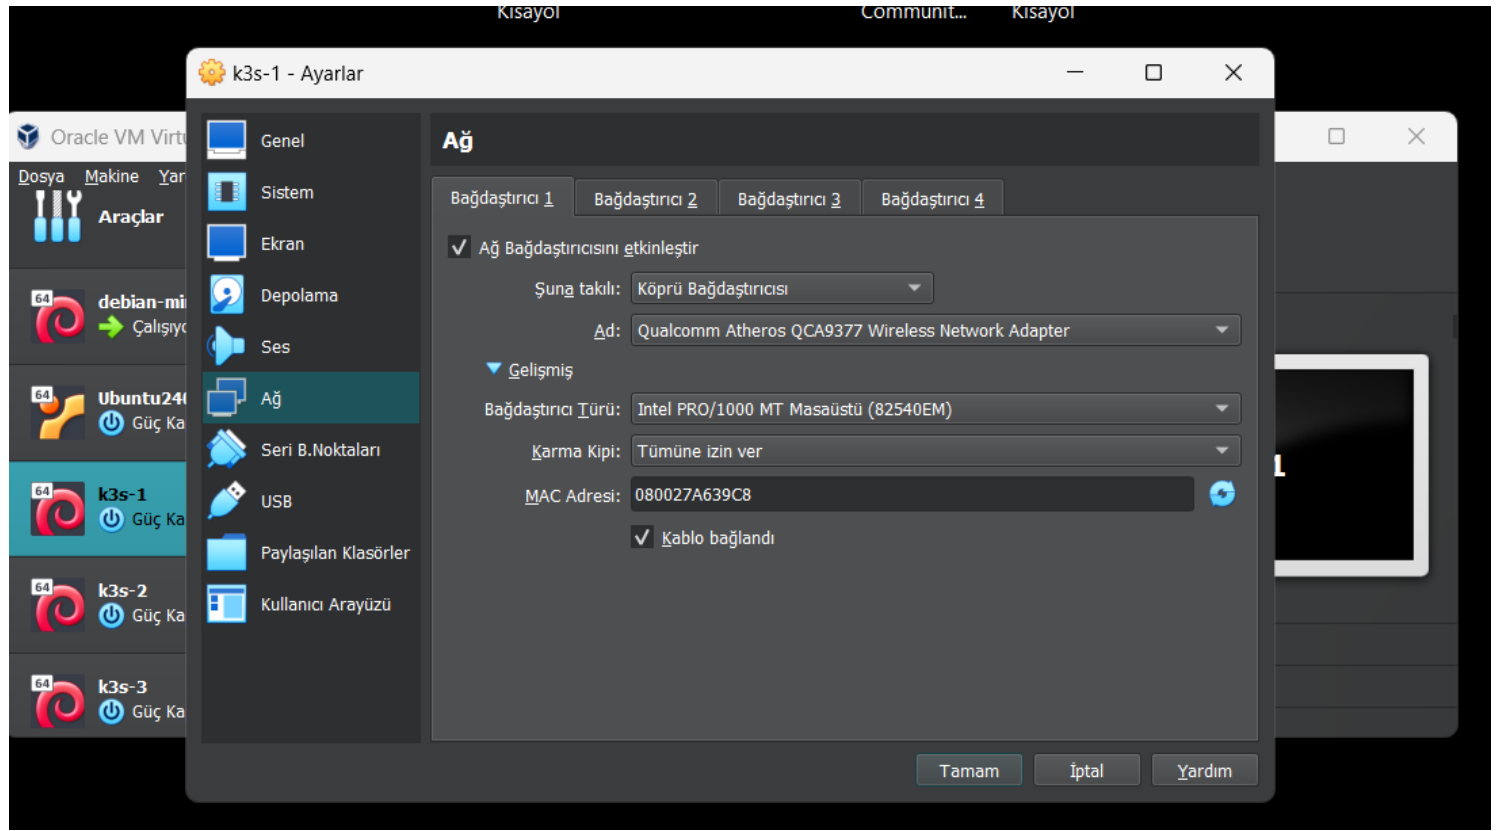 Kısayol
Communit...
Kısayol
k3s-1 - Ayarlar
Oracle VM Virtu
Dosya Makine Yar
Araçlar
64
debian-mi
Çalışıyo
64
Ubuntu240
Güç Ka
64
k3s-1
Güç Ka
64
k3s-2
Güç Ka
64
k3s-3
Güç Ka
Genel
Sistem
Ekran
Depolama
Ses
Ağ
Seri B.Noktaları
USB
Paylaşılan Klasörler
Kullanıcı Arayüzü
Ağ
Bağdaştırıcı 1 Bağdaştırıcı 2 Bağdaştırıcı 3 Bağdaştırıcı 4
Ağ Bağdaştırıcısını etkinleştir
Şuna takılı: Köprü Bağdaştırıcısı
Ad: Qualcomm Atheros QCA9377 Wireless Network Adapter
Gelişmiş
Bağdaştırıcı Türü: Intel PRO/1000 MT Masaüstü (82540EM)
Karma Kipi: Tümüne izin ver
MAC Adresi: 080027A639C8
Kablo bağlandı
1
Tamam İptal Yardım